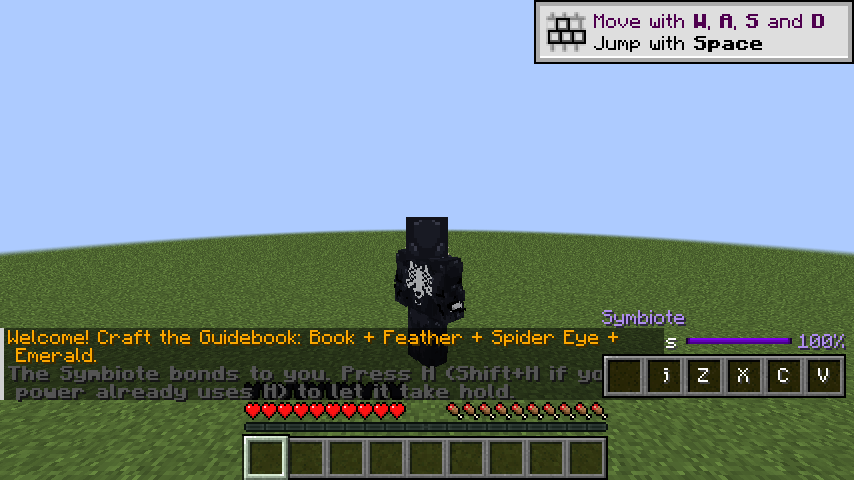 Move with W, A, S and D
Jump with Space
Symbiote
Welcome! Craft the Guidebook: Book + Feather + Spider Eye +
Emerald.
s 100%
The Symbiote bonds to you. Press H (Shift+H if yo
power already uses H) to let it take hold.
j Z X C V